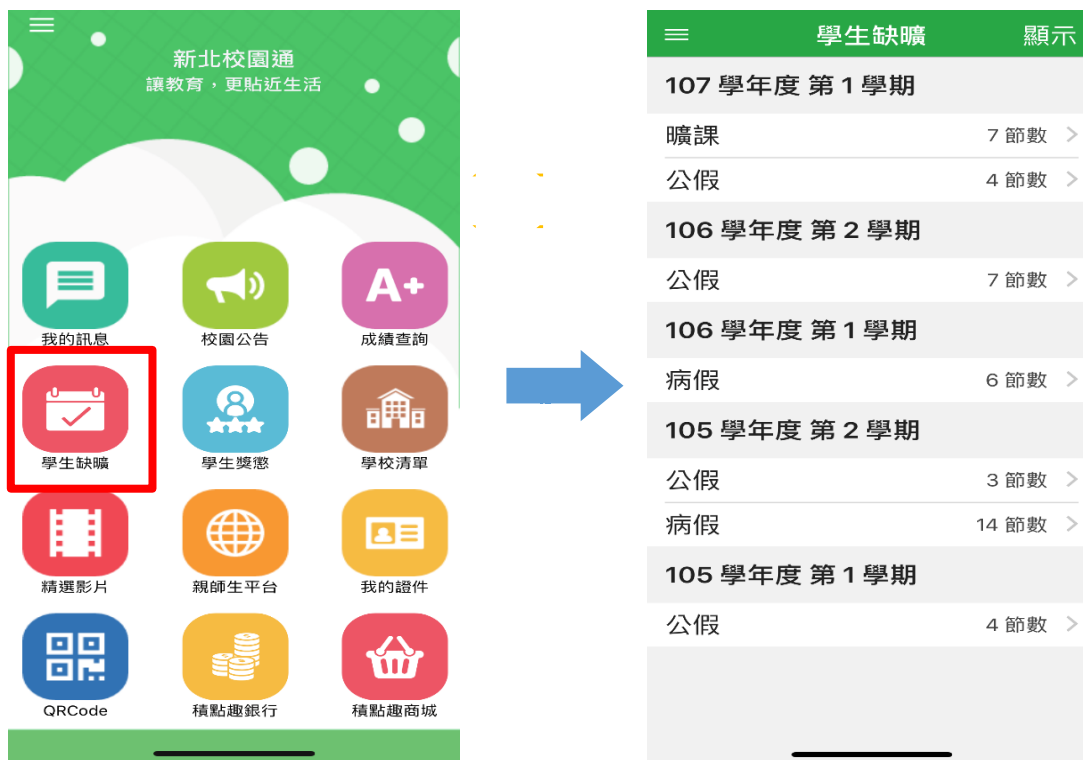 新北校園通
讓教育，更貼近生活
我的訊息
校園公告
A+
成績查詢
學生缺曠
學生獎懲
學校清單
精選影片
親師生平台
我的證件
QRCode
積點趣銀行
積點趣商城
學生缺曠 顯示
107 學年度 第 1 學期
曠課 7 節數
公假 4 節數
106 學年度 第 2 學期
公假 7 節數
106 學年度 第 1 學期
病假 6 節數
105 學年度 第 2 學期
公假 3 節數
病假 14 節數
105 學年度 第 1 學期
公假 4 節數